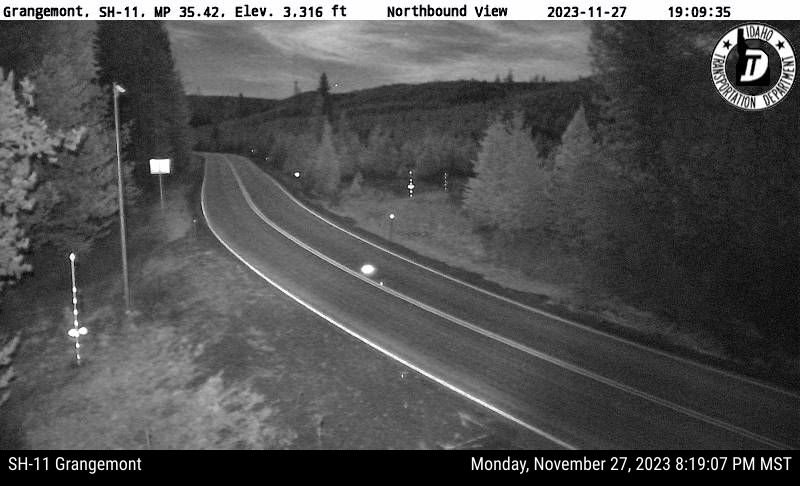 Grangemont, SH-11, MP 35.42, Elev. 3,316 ft Northbound View 2023-11-27 19:09:35
IDAHO
TRANSPORTATION DEPARTMENT
SH-11 Grangemont Monday, November 27, 2023 8:19:07 PM MST